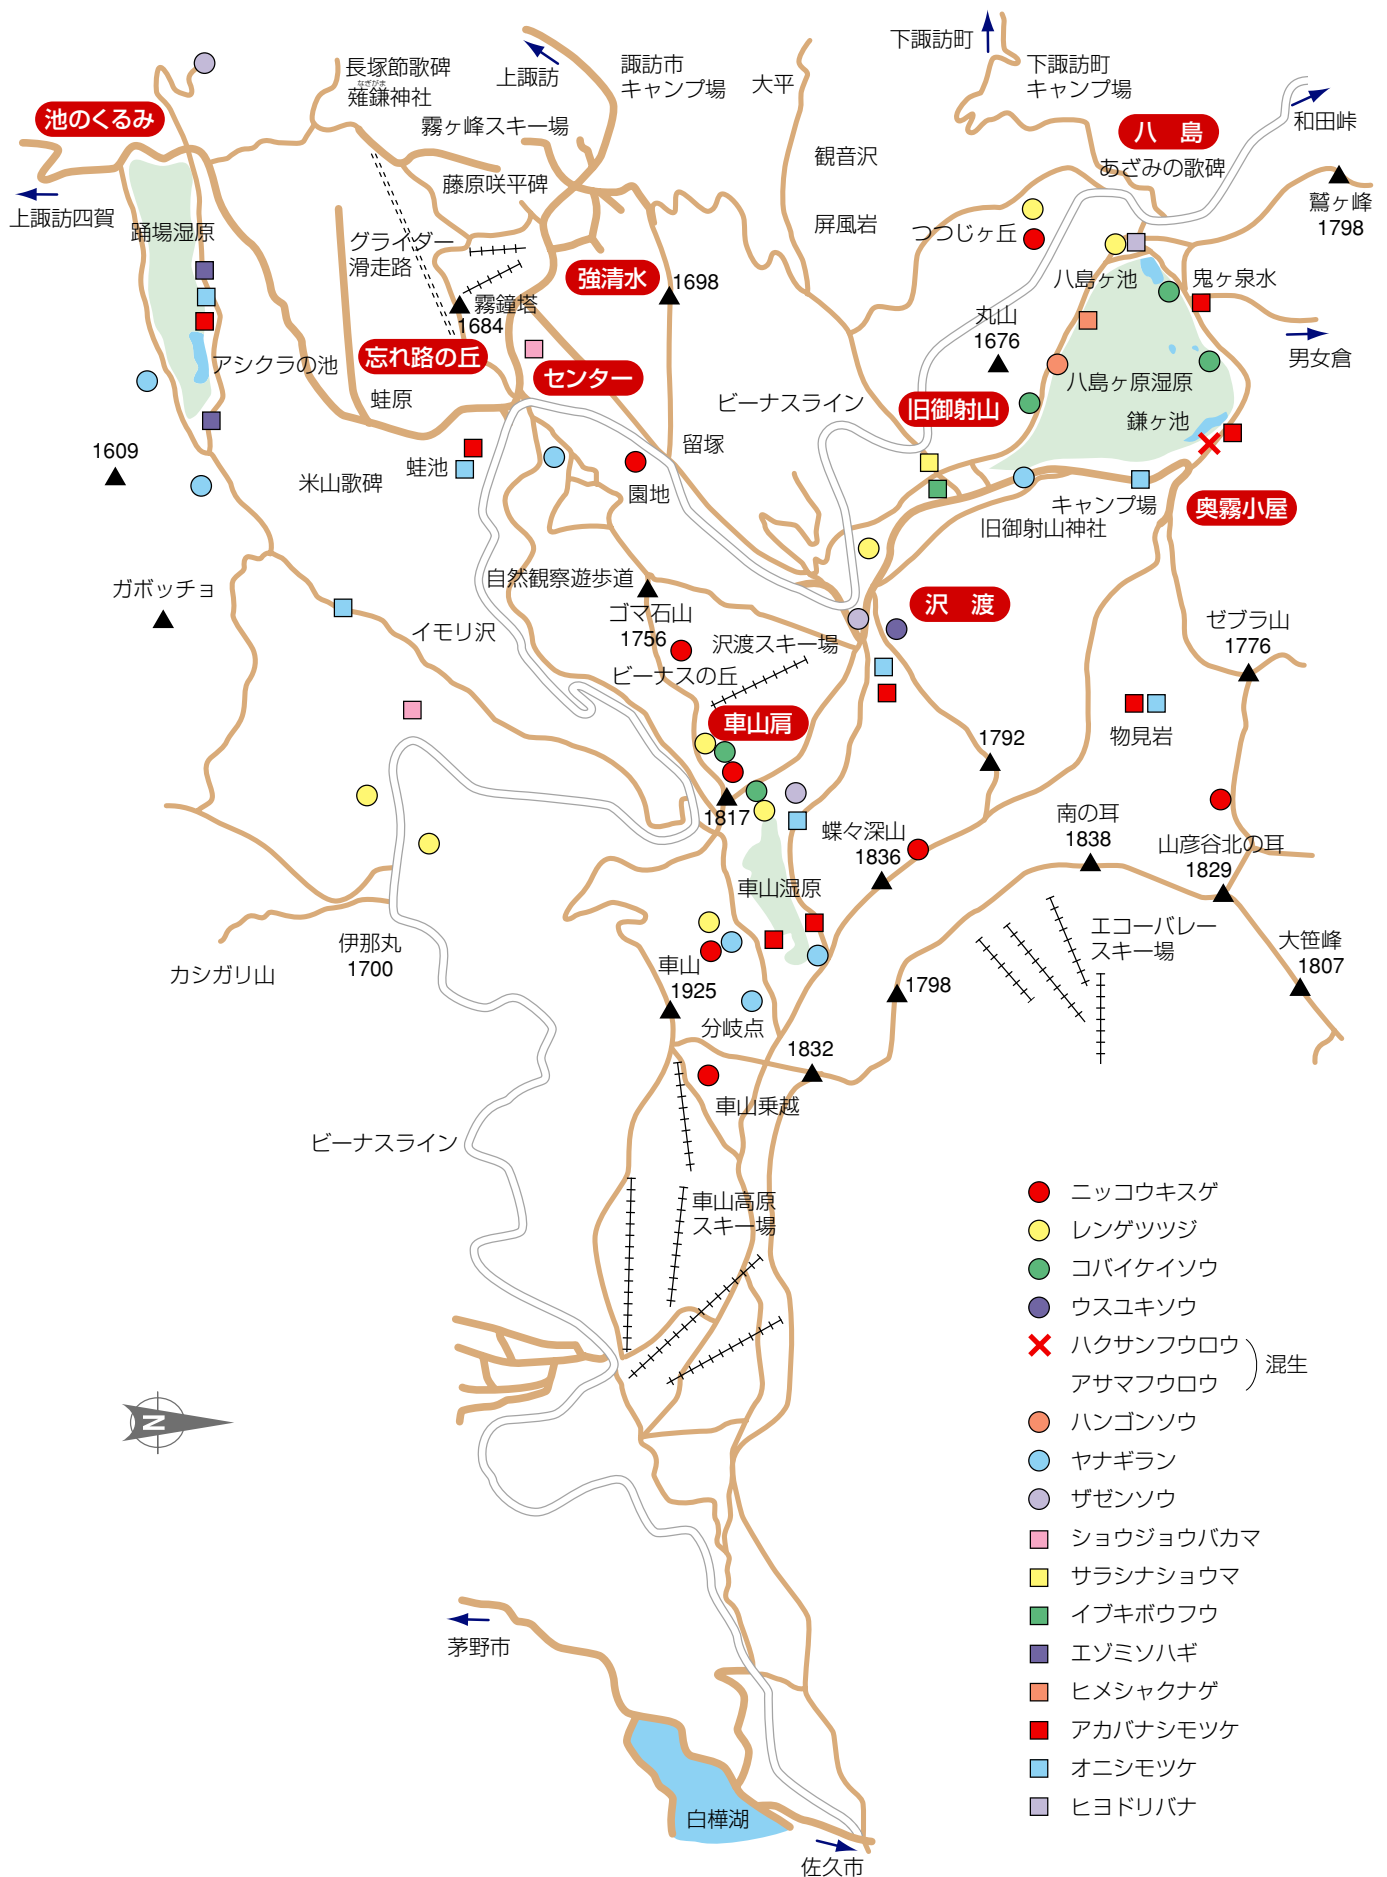 下諏訪町
下諏訪町
キャンプ場
長塚節歌碑
なぎがま
薙鎌神社
上諏訪
諏訪市
キャンプ場
大平
池のくるみ
霧ヶ峰スキー場
八 島
和田峠
観音沢
あざみの歌碑
藤原咲平碑
上諏訪四賀
鷲ヶ峰
1798
踊場湿原
グライダー
滑走路
屏風岩
つつじヶ丘
強清水
1698
八島ヶ池
鬼ヶ泉水
霧鐘塔
1684
丸山
1676
忘れ路の丘
アシクラの池
センター
男女倉
八島ヶ原湿原
蛙原
ビーナスライン
旧御射山
鎌ヶ池
留塚
1609
蛙池
米山歌碑
園地
キャンプ場
奥霧小屋
旧御射山神社
自然観察遊歩道
ガボッチョ
ゴマ石山
1756
沢 渡
イモリ沢
沢渡スキー場
ゼブラ山
1776
ビーナスの丘
車山肩
1792
物見岩
1817
蝶々深山
1836
南の耳
1838
山彦谷北の耳
1829
車山湿原
エコーバレー
スキー場
伊那丸
1700
カシガリ山
車山
1925
大笹峰
1807
1798
分岐点
1832
車山乗越
ビーナスライン
車山高原
スキー場
ニッコウキスゲ
レンゲツツジ
コバイケイソウ
ウスユキソウ
ハクサンフウロウ
混生
アサマフウロウ
ハンゴンソウ
N
ヤナギラン
ザゼンソウ
ショウジョウバカマ
サラシナショウマ
イブキボウフウ
エゾミソハギ
ヒメシャクナゲ
アカバナシモツケ
オニシモツケ
ヒヨドリバナ
茅野市
白樺湖
佐久市